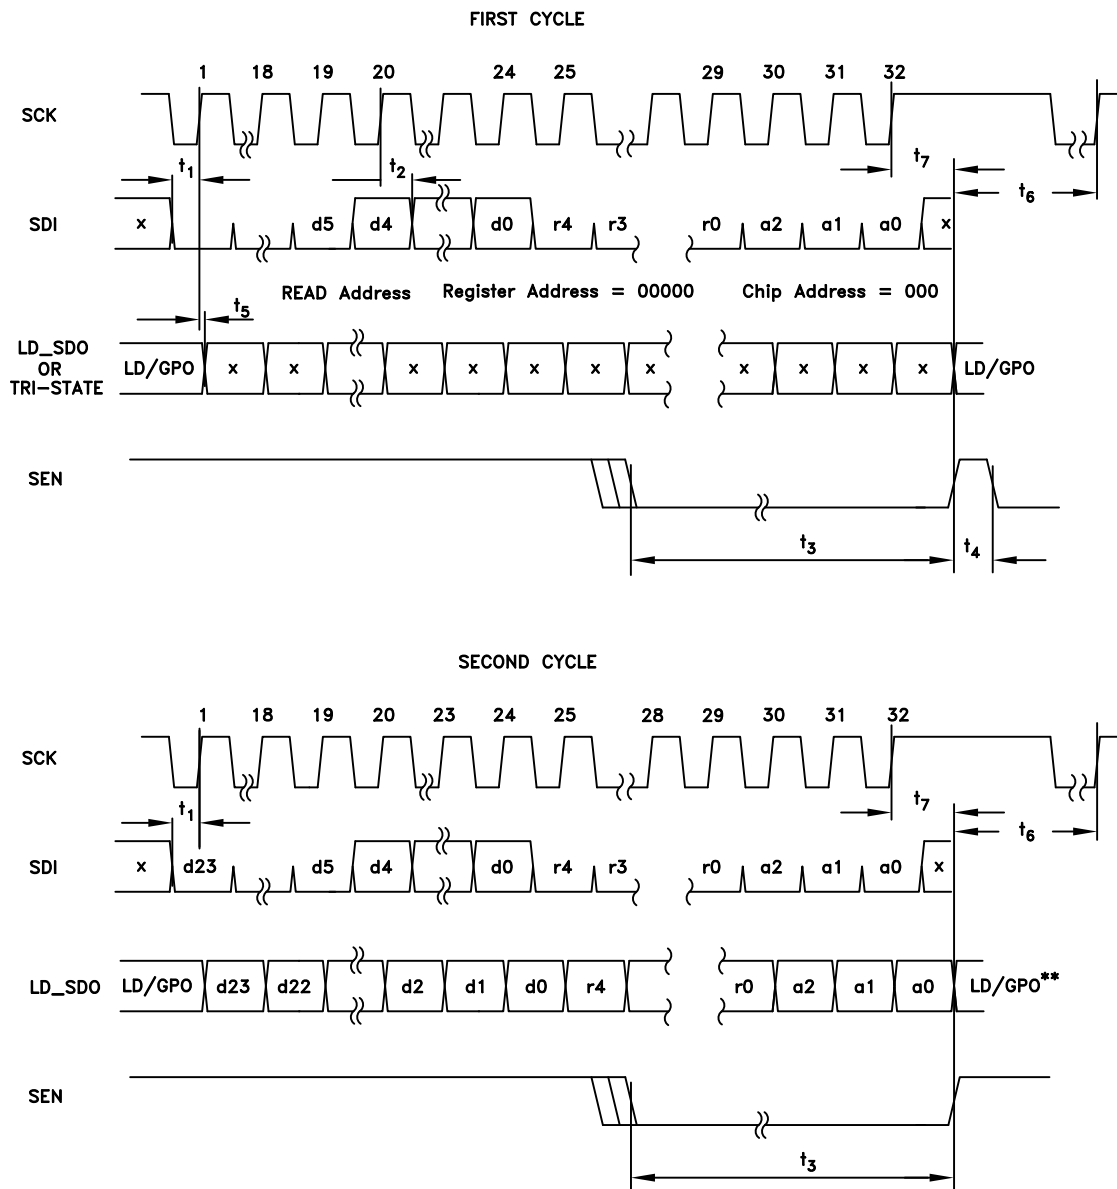 FIRST CYCLE
1 18 19 20 24 25 29 30 31 32
SCK
t1 t2 t7 t6
SDI
x d5 d4 d0 r4 r3 r0 a2 a1 a0 x
READ Address Register Address = 00000 Chip Address = 000
t5
LD_SDO
OR
TRI-STATE
LD/GPO x x x x x x x x x x x LD/GPO
SEN
t3 t4
SECOND CYCLE
1 18 19 20 23 24 25 28 29 30 31 32
SCK
t1 t7 t6
SDI
x d23 d5 d4 d0 r4 r3 r0 a2 a1 a0 x
LD_SDO
LD/GPO d23 d22 d2 d1 d0 r4 r0 a2 a1 a0 LD/GPO**
SEN
t3